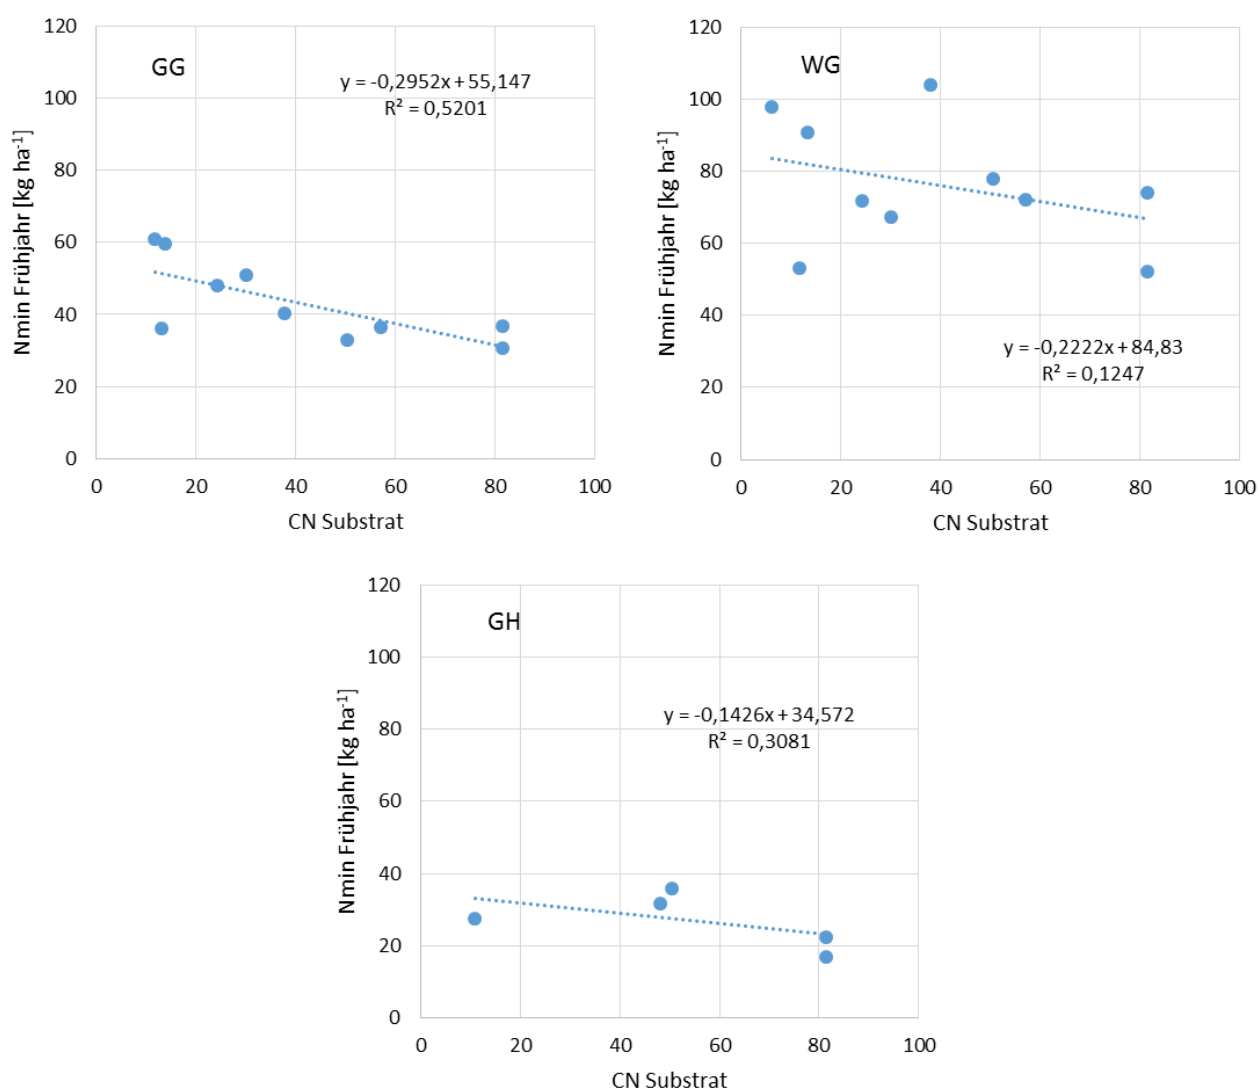 GG
y = -0,2952x + 55,147
R² = 0,5201
Nmin Frühjahr [kg ha⁻¹]
120
100
80
60
40
20
0
0 20 40 60 80 100
CN Substrat
WG
y = -0,2222x + 84,83
R² = 0,1247
Nmin Frühjahr [kg ha⁻¹]
120
100
80
60
40
20
0
0 20 40 60 80 100
CN Substrat
GH
y = -0,1426x + 34,572
R² = 0,3081
Nmin Frühjahr [kg ha⁻¹]
120
100
80
60
40
20
0
0 20 40 60 80 100
CN Substrat